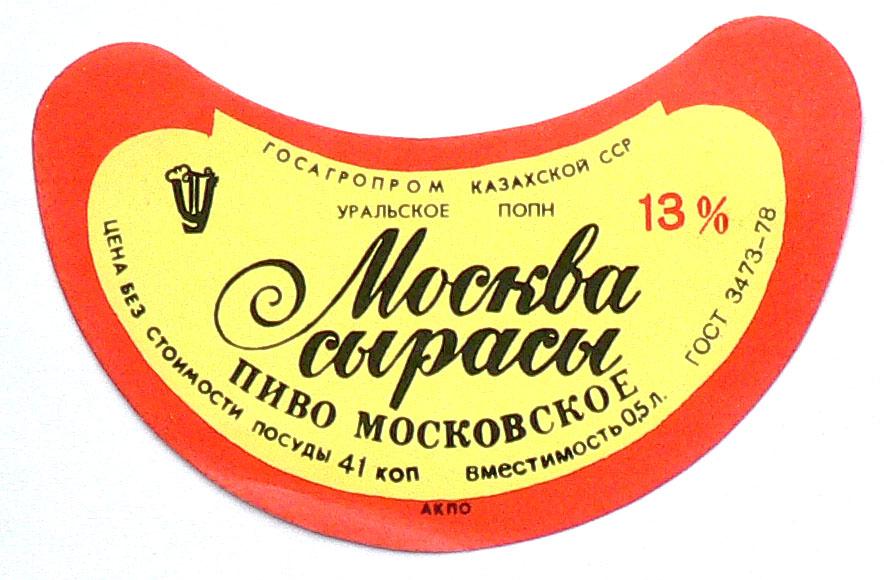 ГОСАГРОПРОМ КАЗАХСКОЙ ССР
УРАЛЬСКОЕ ПОПН
13 %
Москва
сырасы
ПИВО МОСКОВСКОЕ
ЦЕНА БЕЗ СТОИМОСТИ ПОСУДЫ 41 КОП
ВМЕСТИМОСТЬ 0,5 Л.
ГОСТ 3473-78
АКПО